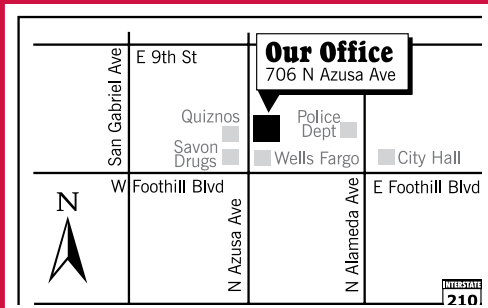 San Gabriel Ave
E 9th St
Our Office
706 N Azusa Ave
Quiznos
Police
Dept
Savon
Drugs
Wells Fargo
City Hall
W Foothill Blvd
E Foothill Blvd
N
N Azusa Ave
N Alameda Ave
INTERSTATE
210